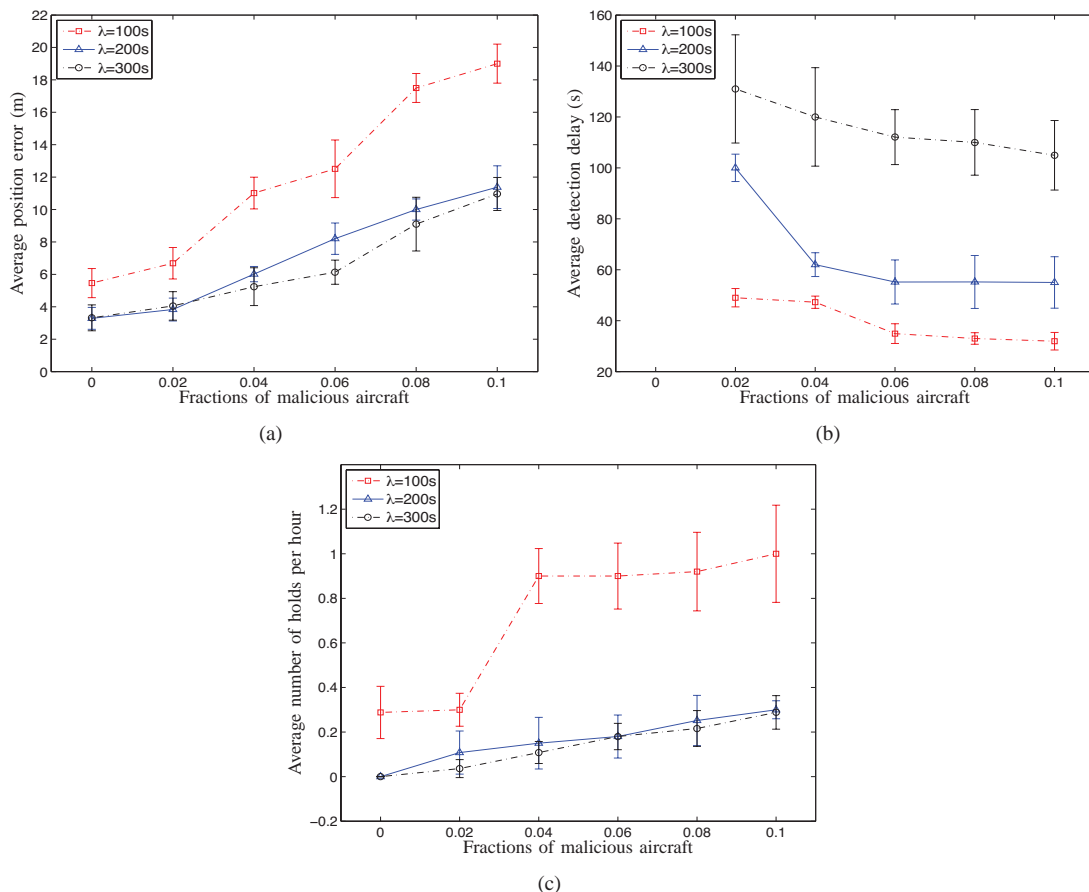 22
20
18
16
14
12
10
8
6
4
2
0
λ=100s
λ=200s
λ=300s
Average position error (m)
0 0.02 0.04 0.06 0.08 0.1
Fractions of malicious aircraft
(a)
160
140
120
100
80
60
40
20
λ=100s
λ=200s
λ=300s
Average detection delay (s)
0 0.02 0.04 0.06 0.08 0.1
Fractions of malicious aircraft
(b)
1.2
1
0.8
0.6
0.4
0.2
0
−0.2
λ=100s
λ=200s
λ=300s
Average number of holds per hour
0 0.02 0.04 0.06 0.08 0.1
Fractions of malicious aircraft
(c)